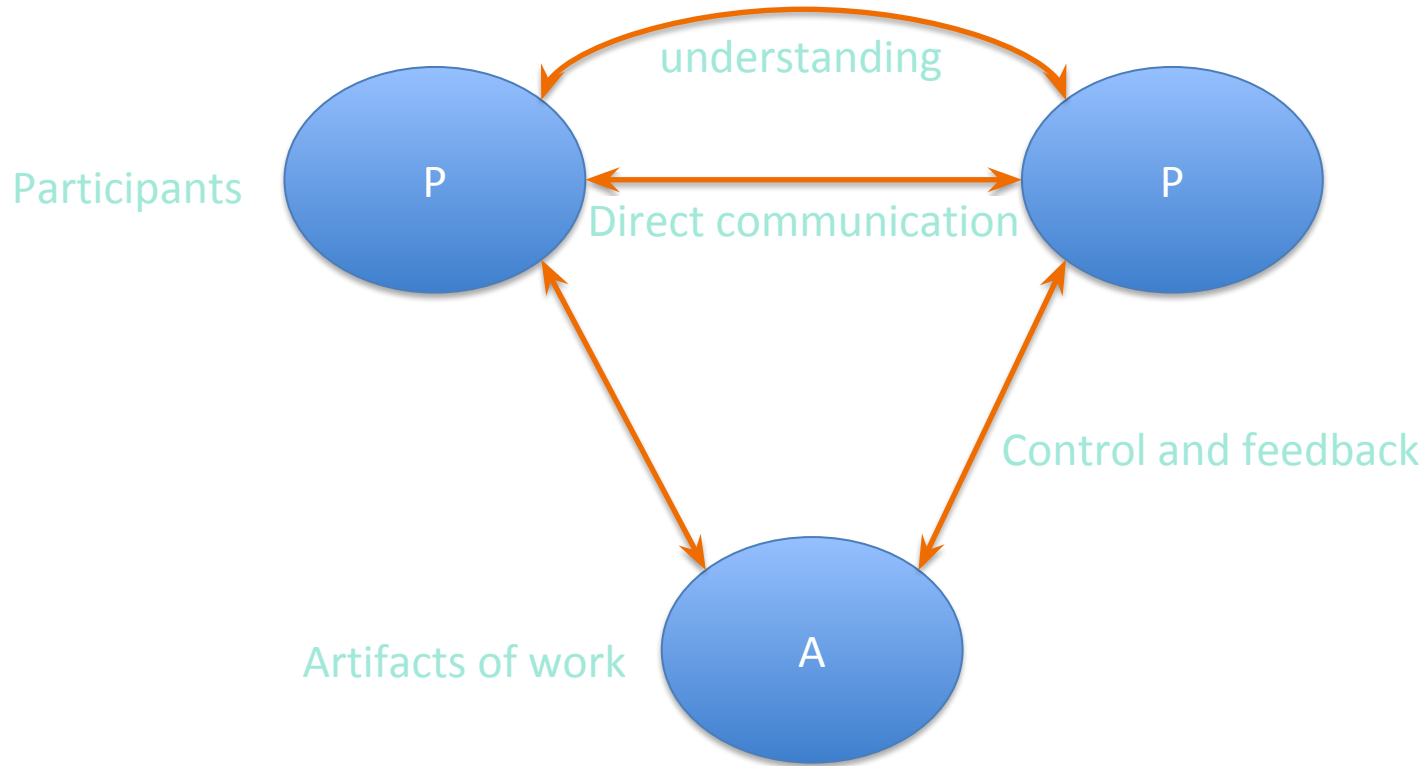 understanding
Participants
P
P
Direct communication
Control and feedback
Artifacts of work
A